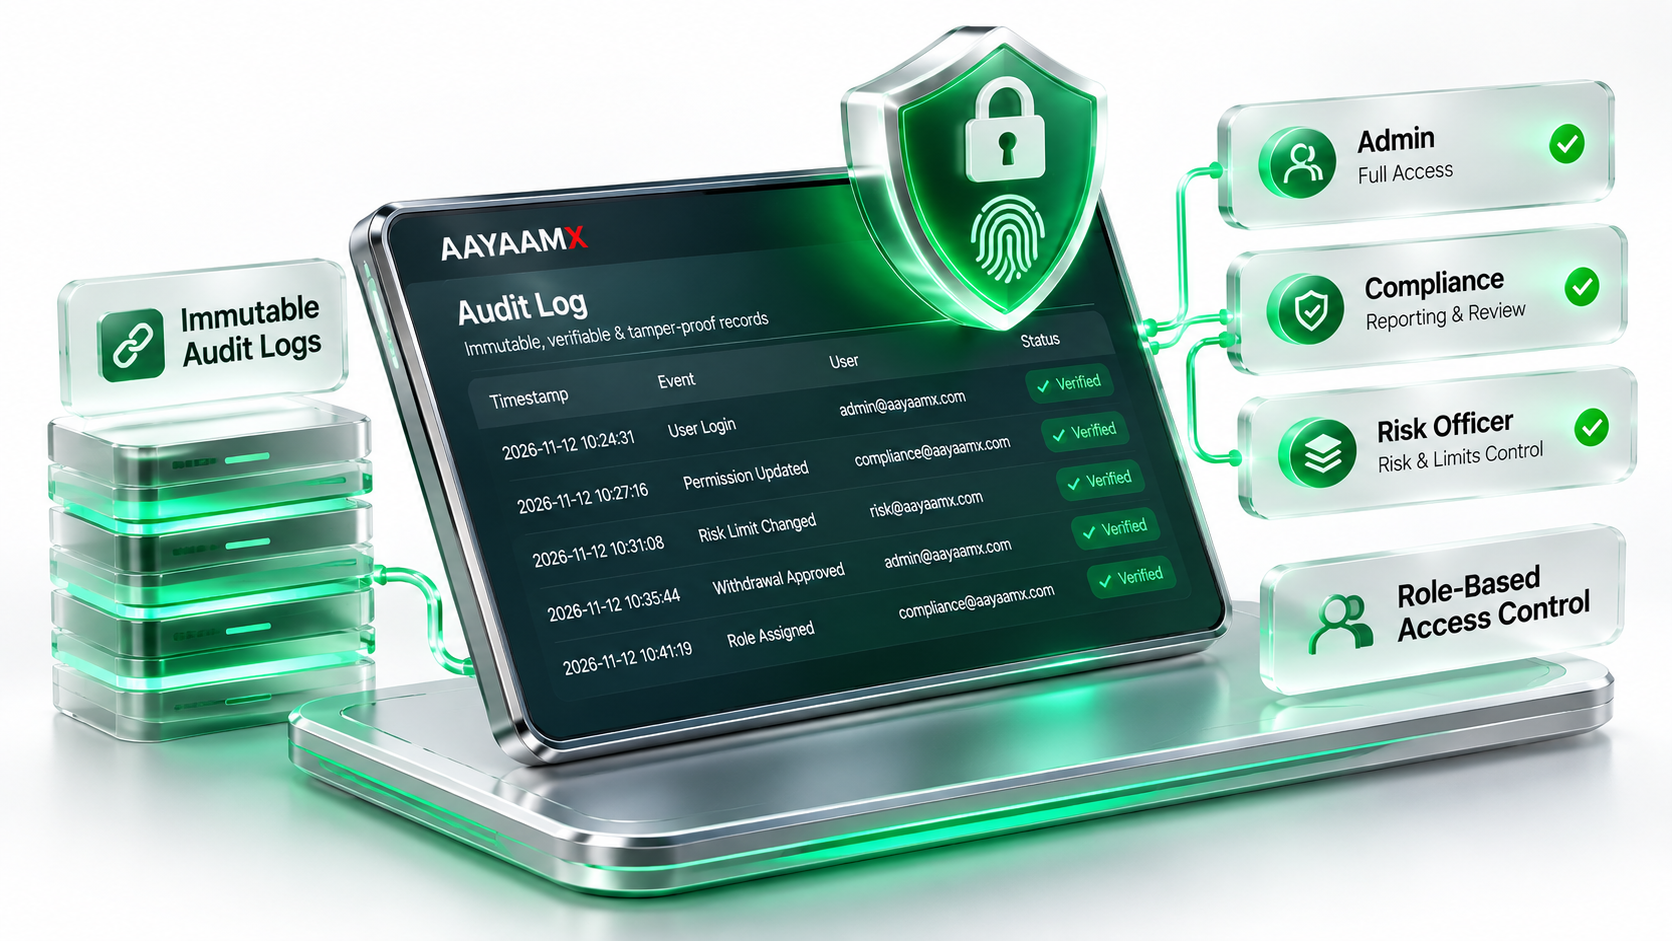 AAYAAMX
Audit Log
Immutable, verifiable & tamper-proof records
Timestamp Event User Status
2026-11-12 10:24:31 User Login admin@aayaamx.com Verified
2026-11-12 10:27:16 Permission Updated compliance@aayaamx.com Verified
2026-11-12 10:31:08 Risk Limit Changed risk@aayaamx.com Verified
2026-11-12 10:35:44 Withdrawal Approved admin@aayaamx.com Verified
2026-11-12 10:41:19 Role Assigned compliance@aayaamx.com Verified
Immutable
Audit Logs
Admin
Full Access
Compliance
Reporting & Review
Risk Officer
Risk & Limits Control
Role-Based
Access Control